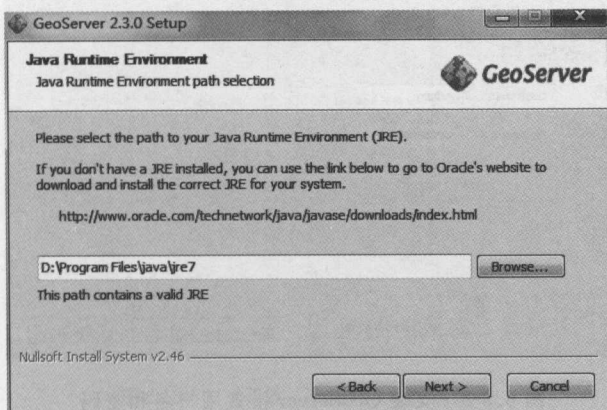 GeoServer 2.3.0 Setup
Java Runtime Environment
Java Runtime Environment path selection
GeoServer
Please select the path to your Java Runtime Environment (JRE).
If you don't have a JRE installed, you can use the link below to go to Oracle's website to
download and install the correct JRE for your system.
http://www.oracle.com/technetwork/java/javase/downloads/index.html
D:\Program Files\java\jre7
Browse...
This path contains a valid JRE
Nullsoft Install System v2.46
< Back
Next >
Cancel